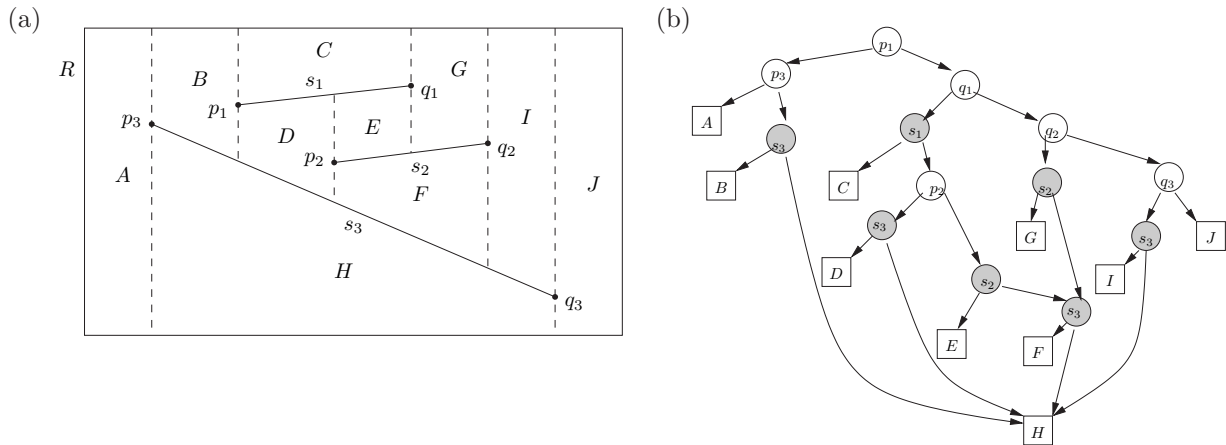 (a)
R
A
B
C
D
E
F
G
H
I
J
p₁
q₁
s₁
p₂
q₂
s₂
p₃
q₃
s₃
(b)
p₁
p₃
q₁
A
s₃
s₁
q₂
B
C
p₂
s₂
q₃
s₃
G
s₃
J
D
s₂
I
s₃
E
F
H